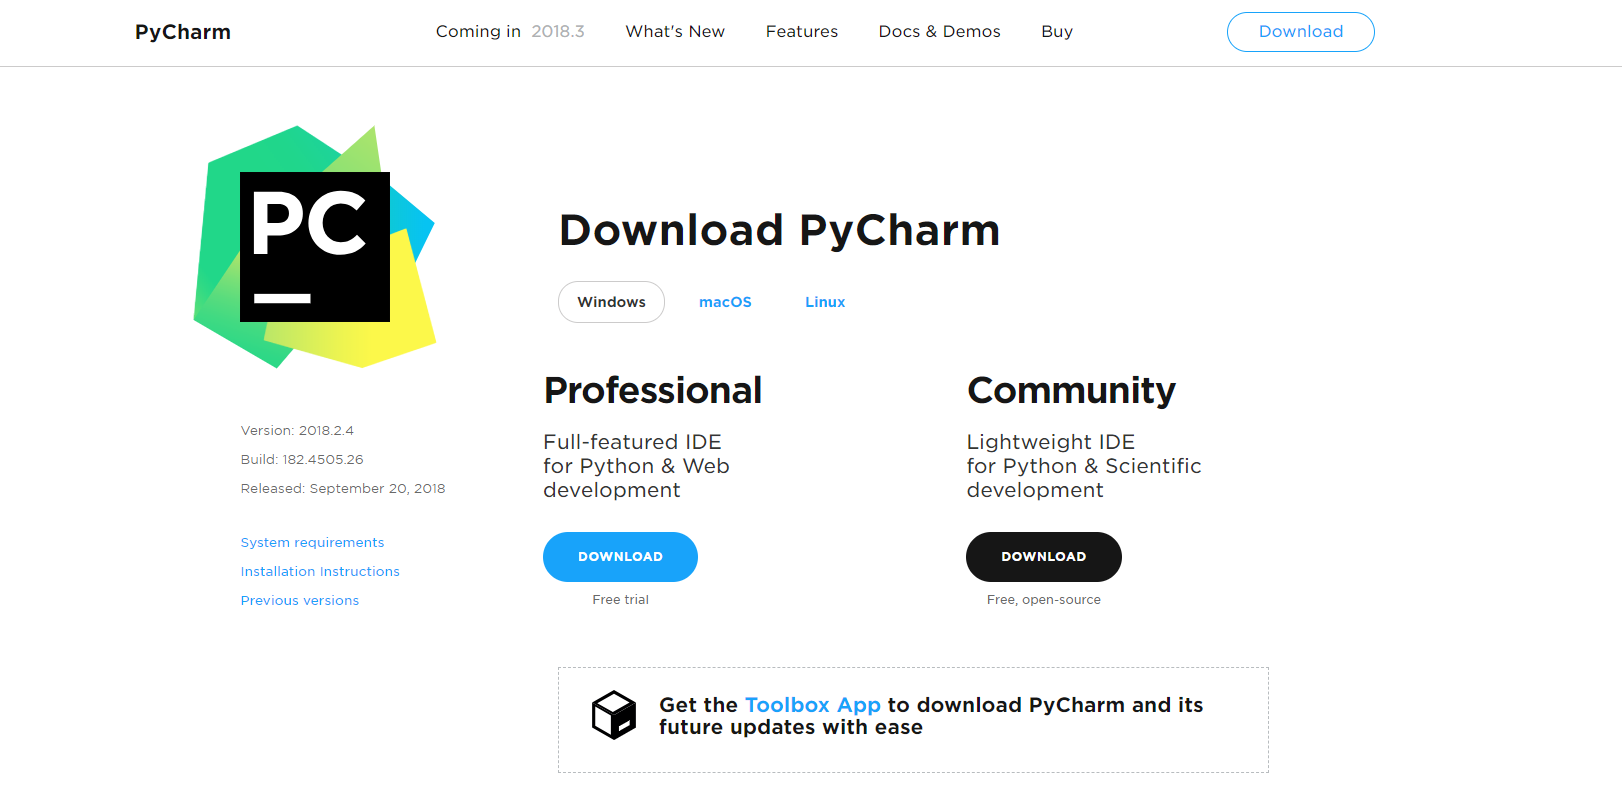 PyCharm
Coming in 2018.3
What's New
Features
Docs & Demos
Buy
Download
PC
Download PyCharm
Windows
macOS
Linux
Professional
Full-featured IDE
for Python & Web
development
DOWNLOAD
Free trial
Community
Lightweight IDE
for Python & Scientific
development
DOWNLOAD
Free, open-source
Version: 2018.2.4
Build: 182.4505.26
Released: September 20, 2018
System requirements
Installation Instructions
Previous versions
Get the Toolbox App to download PyCharm and its
future updates with ease